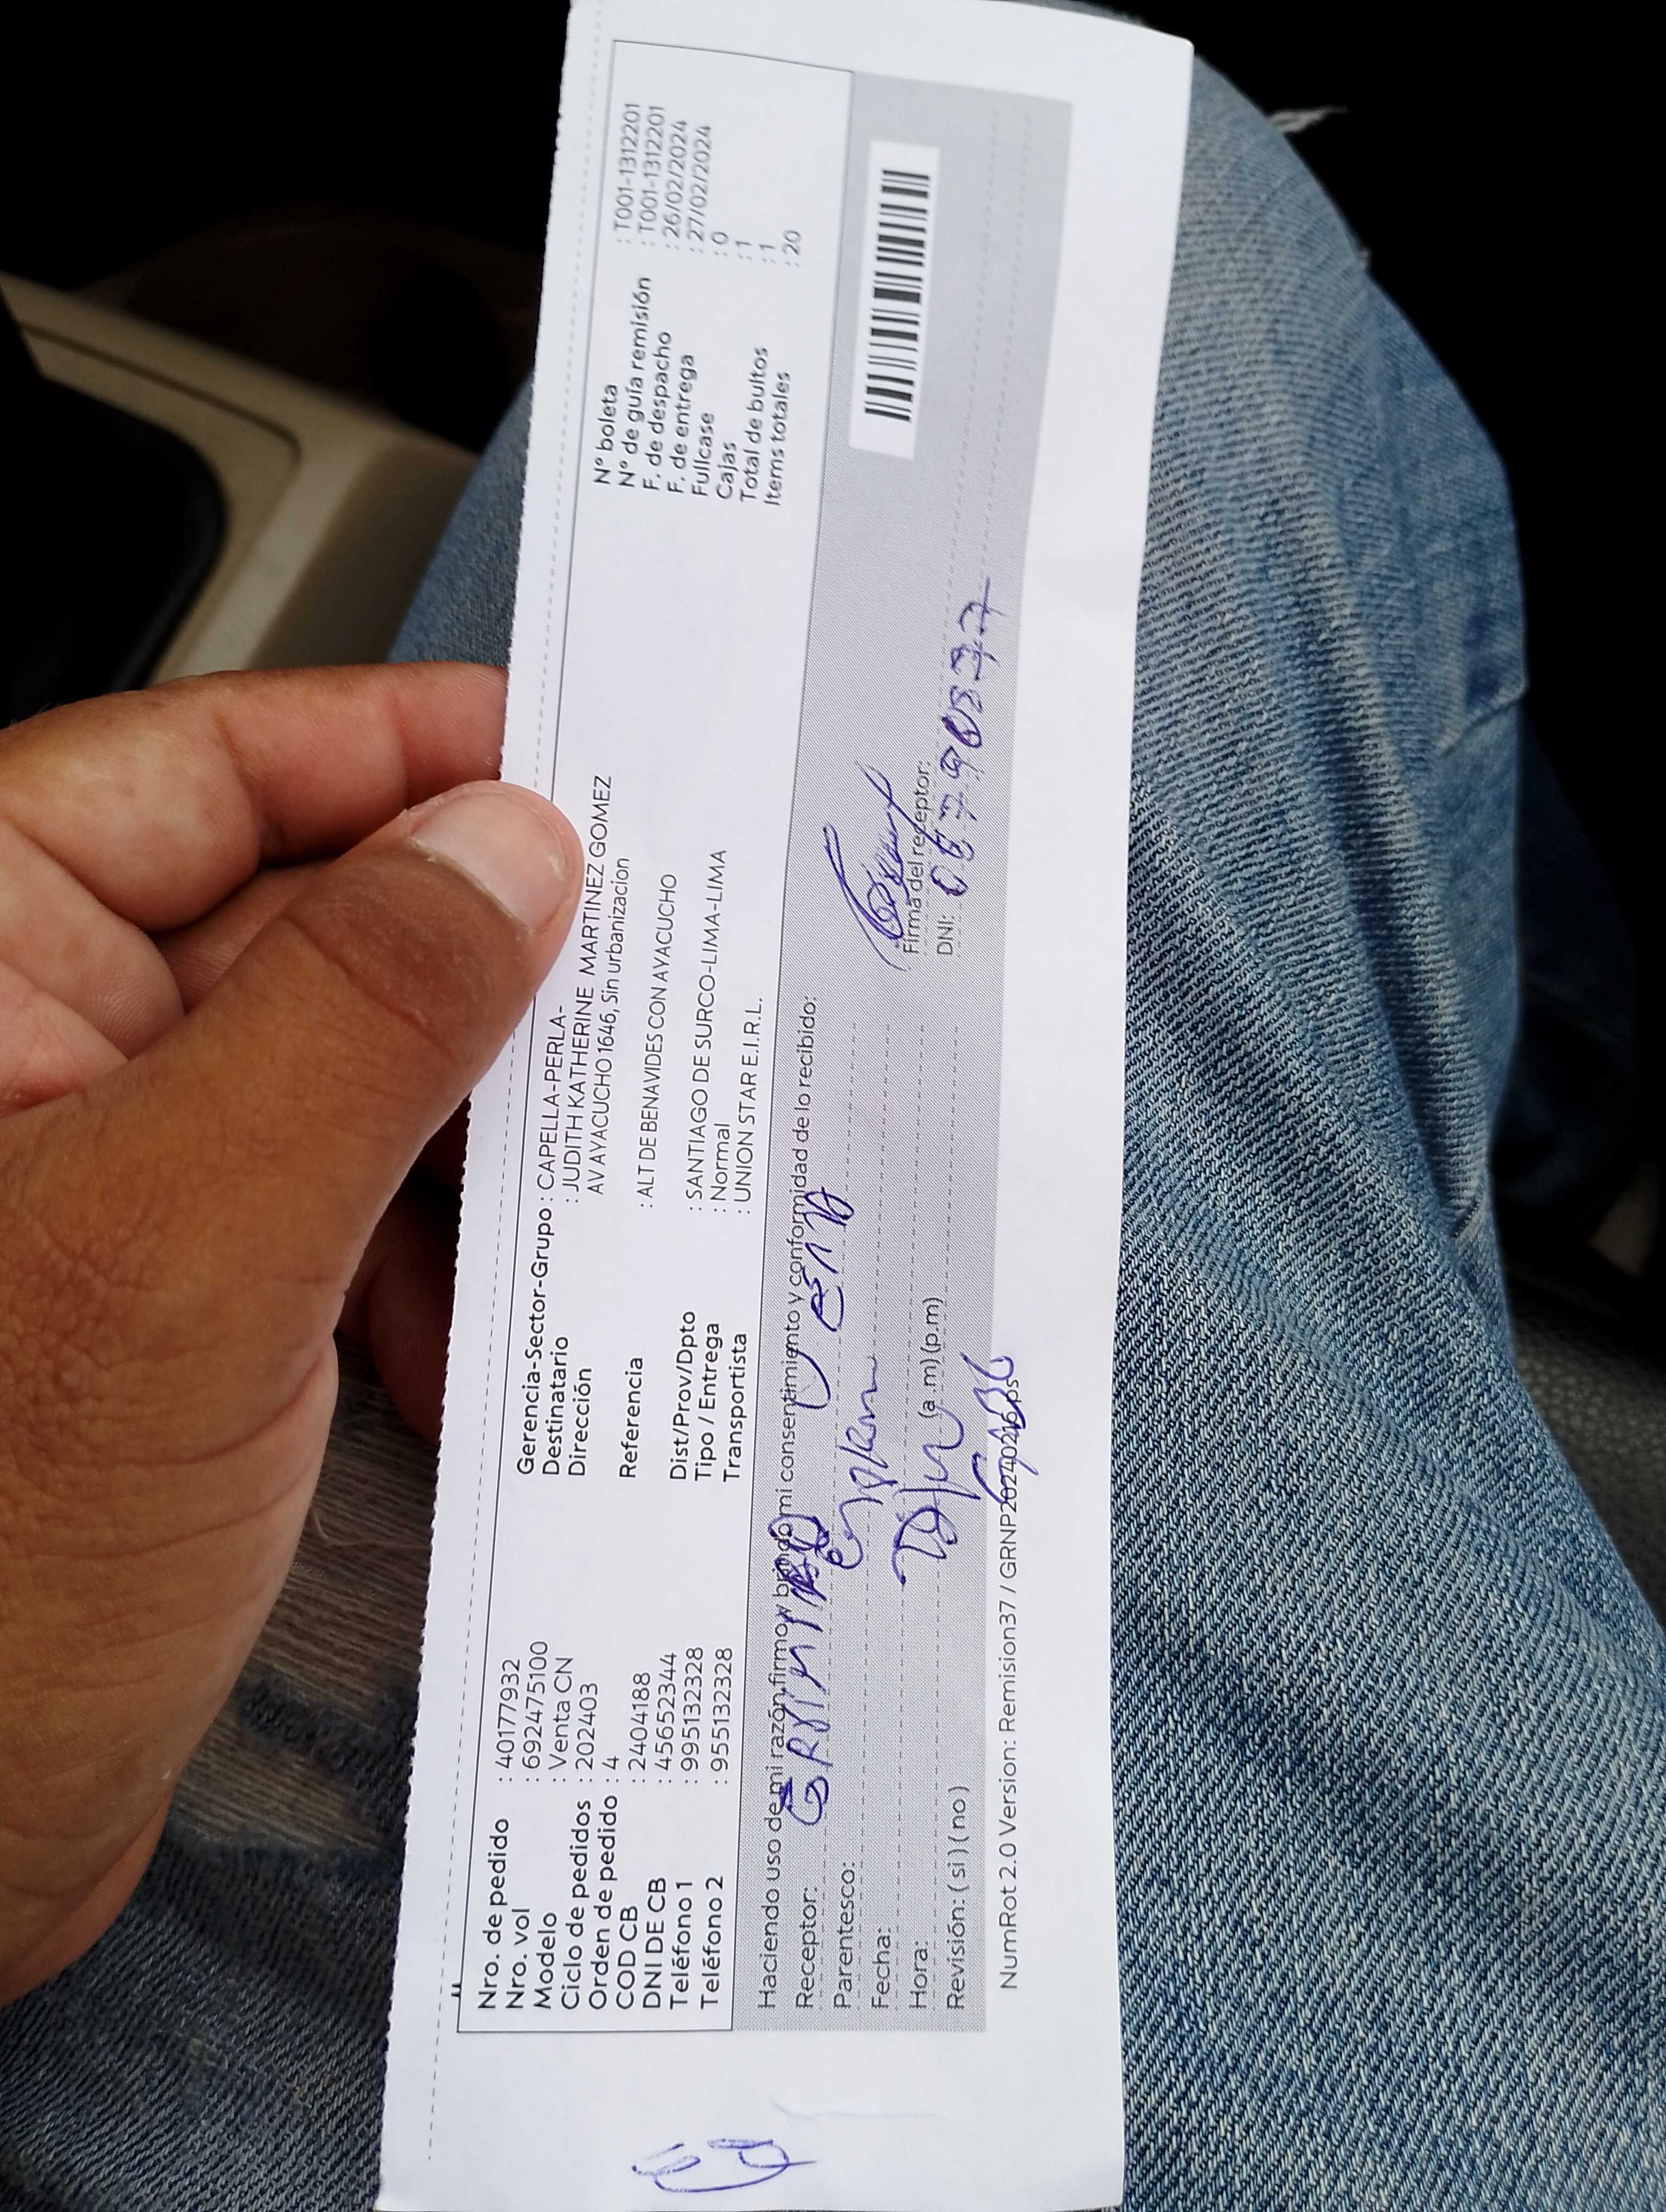 Nro. de pedido : 40177932
Nro. vol : 692475100
Modelo : Venta CN
Ciclo de pedidos : 202403
Orden de pedido : 4
COD CB : 2404188
DNI DE CB : 45652344
Teléfono 1 : 995132328
Teléfono 2 : 955132328
Gerencia-Sector-Grupo : CAPELLA-PERLA-
Destinatario : JUDITH KATHERINE MARTINEZ GOMEZ
Dirección AV AYACUCHO 1646, Sin urbanizacion
Referencia : ALT DE BENAVIDES CON AYACUCHO
Dist/Prov/Dpto : SANTIAGO DE SURCO-LIMA-LIMA
Tipo / Entrega : Normal
Transportista : UNION STAR E.I.R.L.
N° boleta : T001-1312201
N° de guía remisión : T001-1312201
F. de despacho : 26/02/2024
F. de entrega : 27/02/2024
Fullcase : 0
Cajas : 1
Total de bultos : 1
Items totales : 20
Haciendo uso de mi razón, firmo y brindo mi consentimiento y conformidad de lo recibido:
Receptor:
Parentesco:
Fecha:
Hora: (a.m) (p.m)
Revisión: ( si ) ( no )
Firma del receptor:
DNI:
NumRot 2.0 Version: Remision37 /